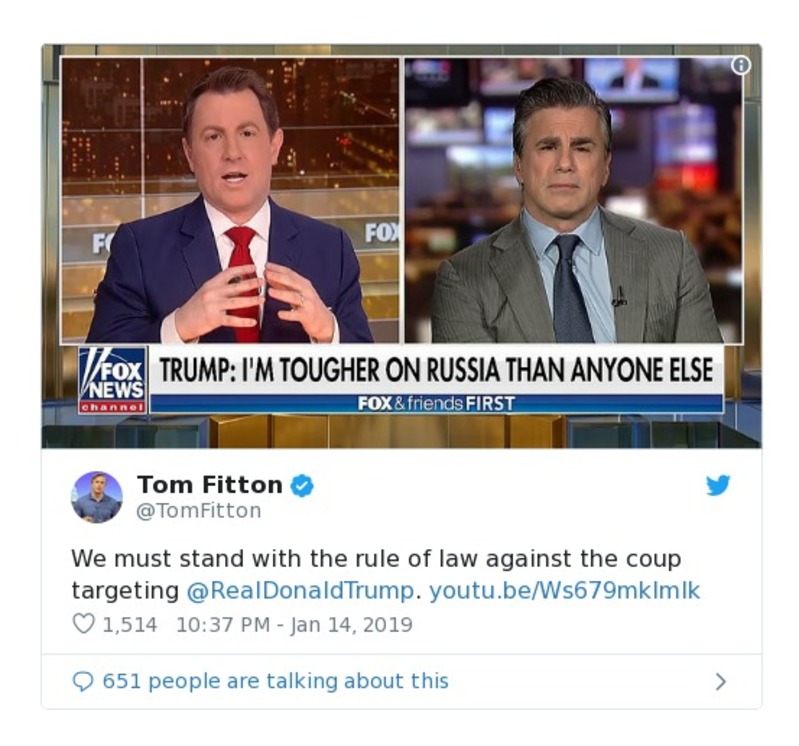 FOX
FOX
FOX
NEWS
channel
TRUMP: I'M TOUGHER ON RUSSIA THAN ANYONE ELSE
FOX & friends FIRST
Tom Fitton
@TomFitton
We must stand with the rule of law against the coup
targeting @RealDonaldTrump. youtu.be/Ws679mklmlk
1,514 10:37 PM - Jan 14, 2019
651 people are talking about this